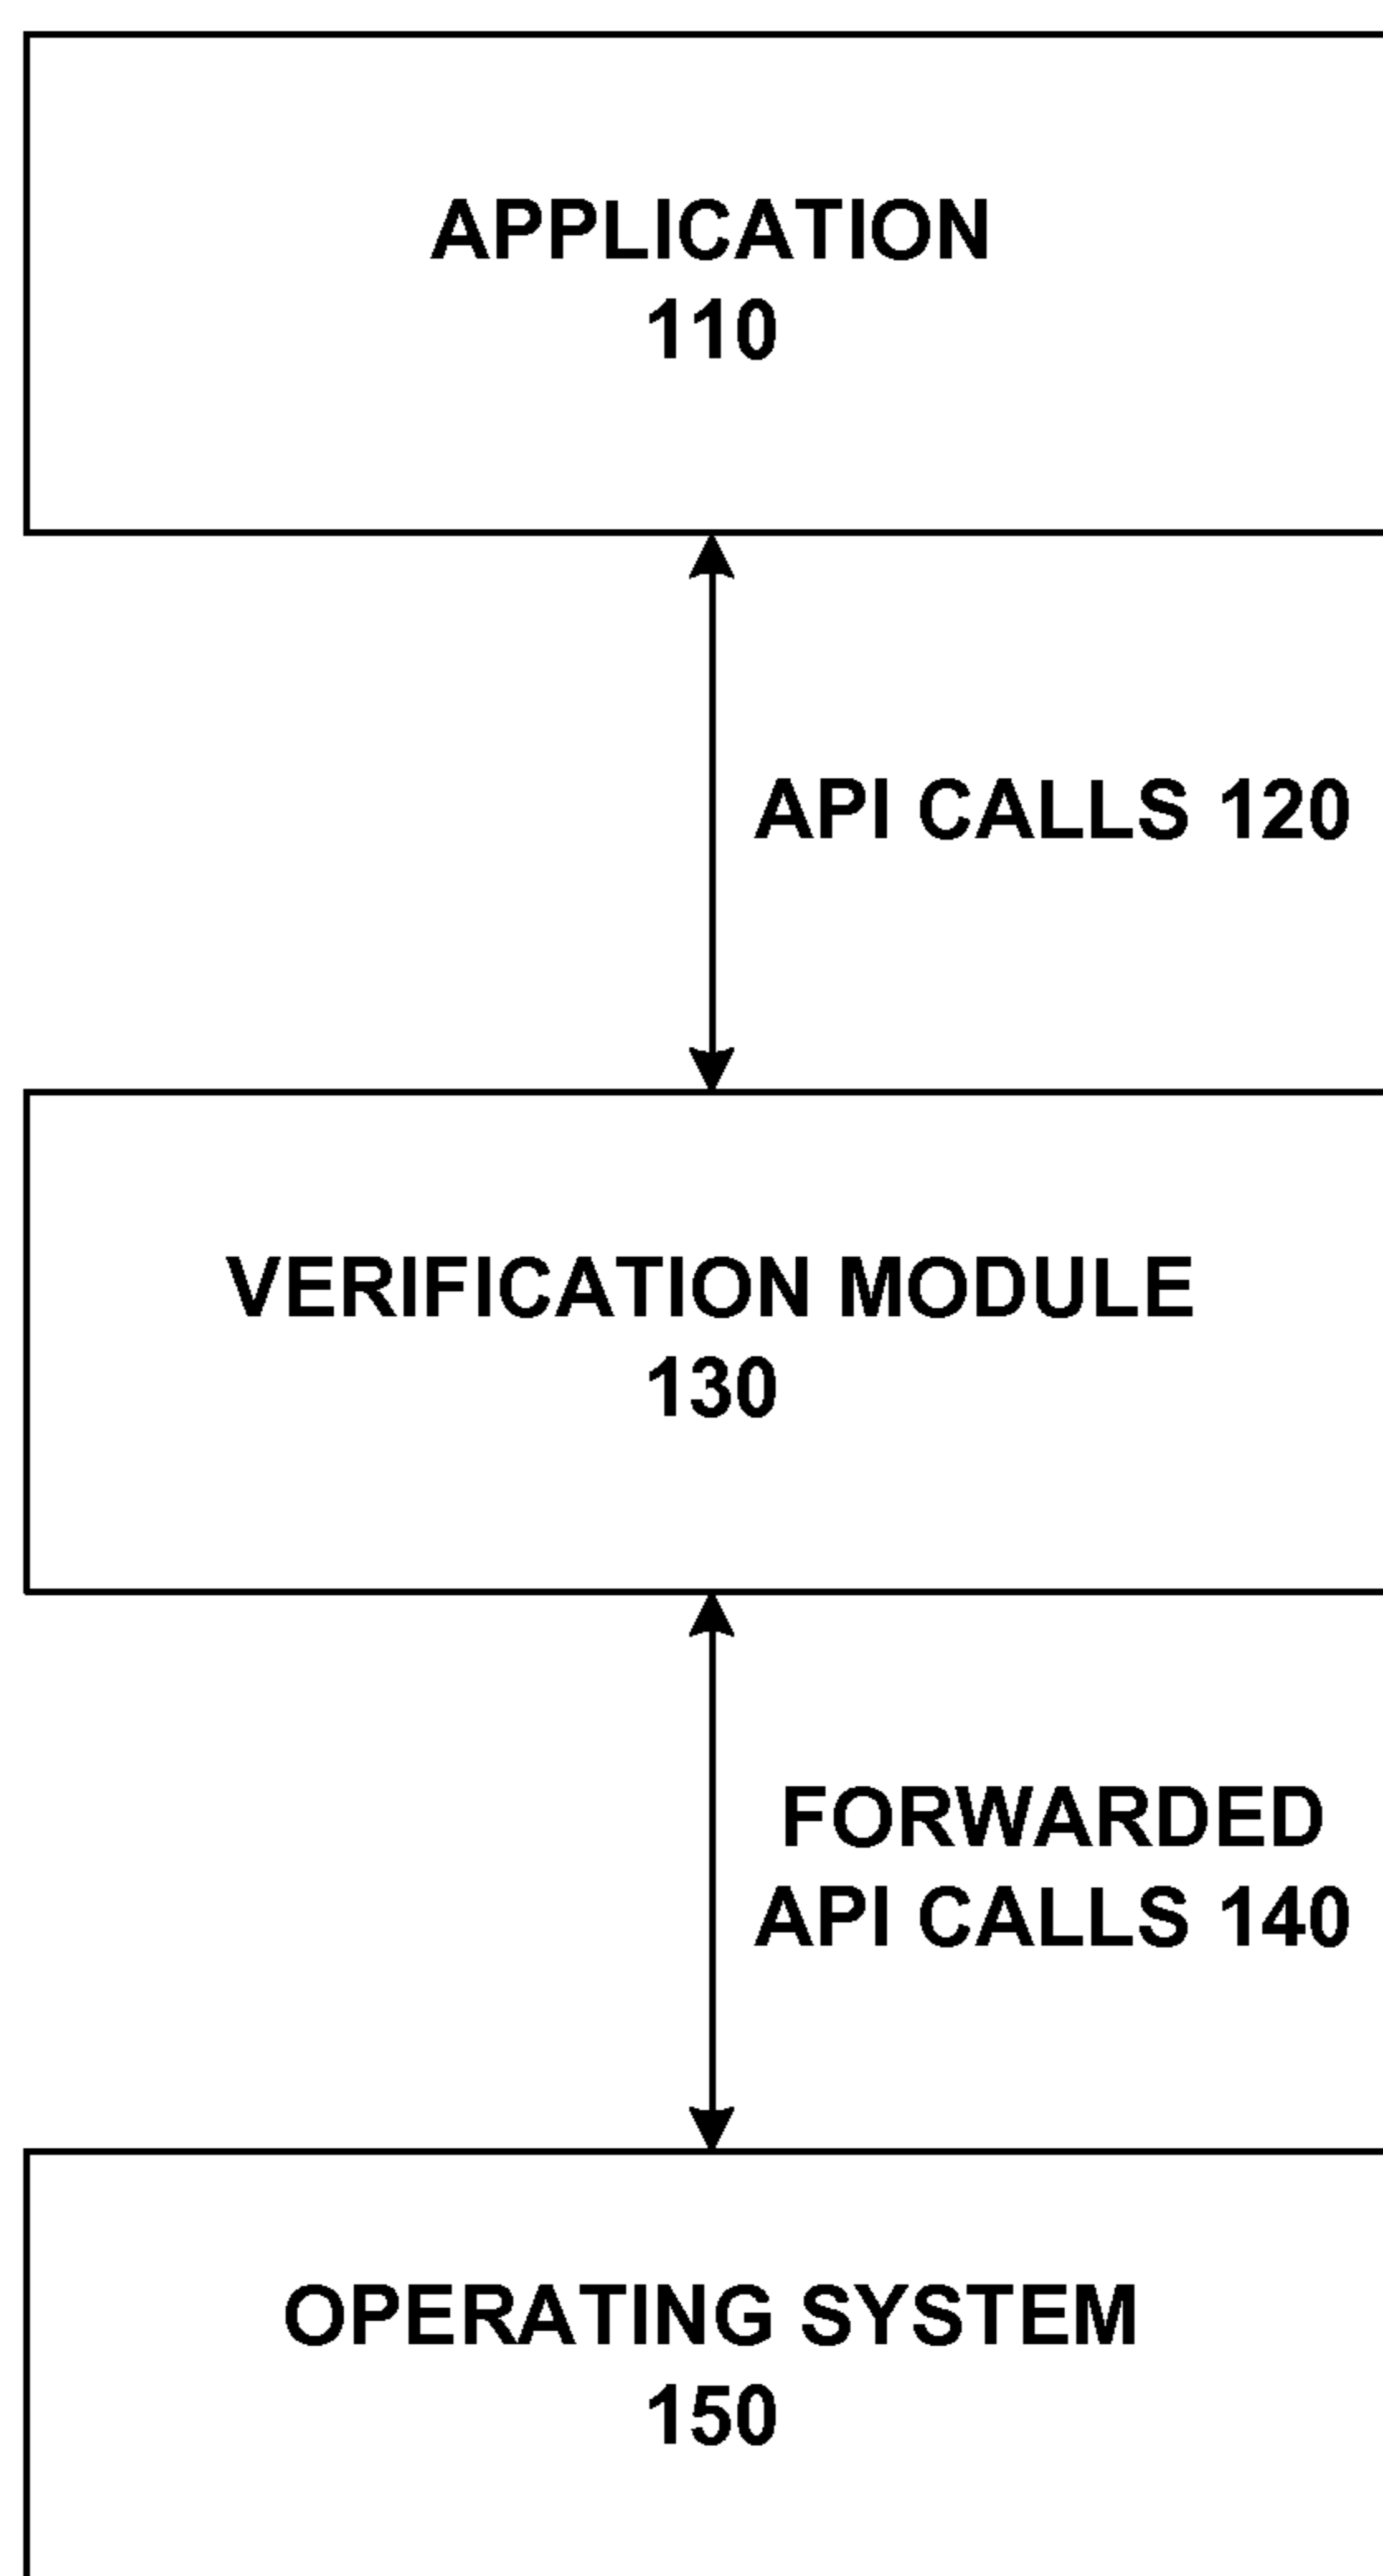 APPLICATION
110
API CALLS 120
VERIFICATION MODULE
130
FORWARDED
API CALLS 140
OPERATING SYSTEM
150